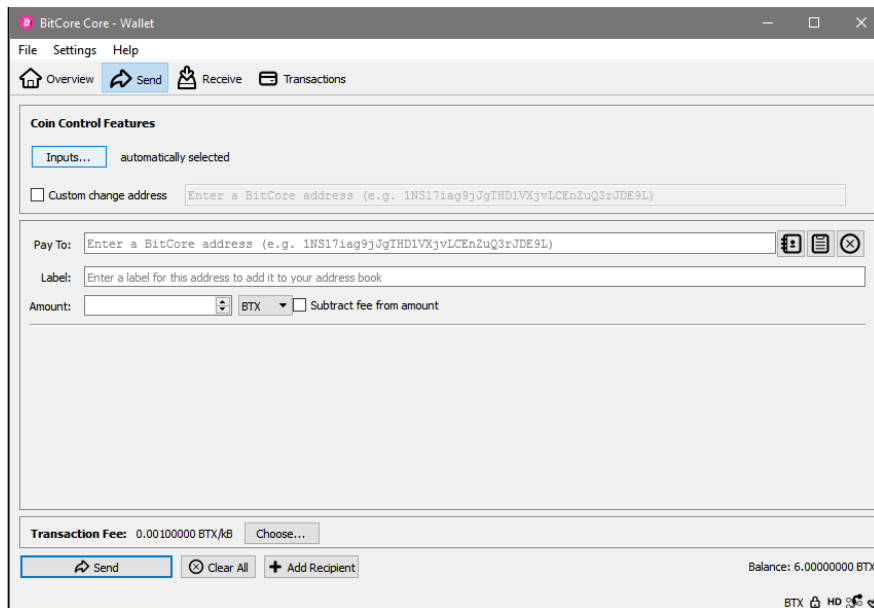 BitCore Core - Wallet
File Settings Help
Overview Send Receive Transactions
Coin Control Features
Inputs... automatically selected
Custom change address Enter a BitCore address (e.g. 1NS17iag9jJgTHD1VXjvLCEnZuQ3rJDE9L)
Pay To: Enter a BitCore address (e.g. 1NS17iag9jJgTHD1VXjvLCEnZuQ3rJDE9L)
Label: Enter a label for this address to add it to your address book
Amount: BTX Subtract fee from amount
Transaction Fee: 0.00100000 BTX/kB Choose...
Send Clear All Add Recipient Balance: 6.00000000 BTX
BTX HD